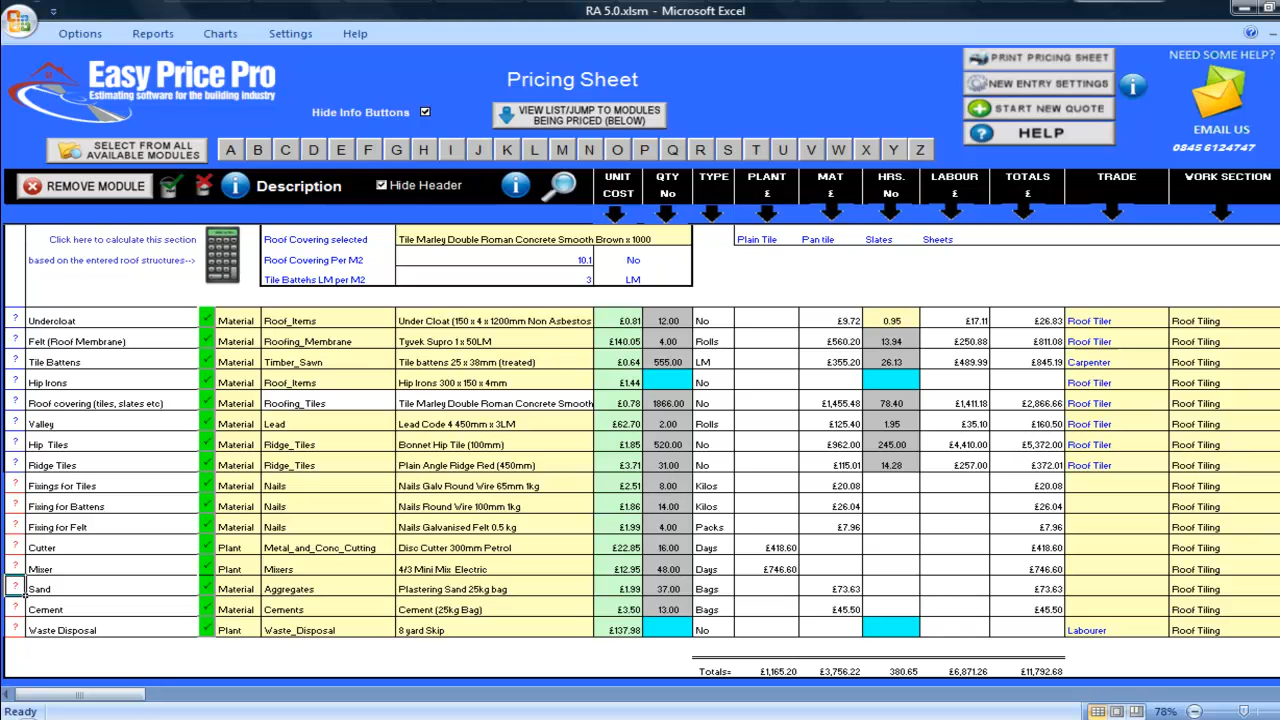 RA 5.0.xlsm - Microsoft Excel
Options Reports Charts Settings Help
Easy Price Pro
Estimating software for the building industry
Pricing Sheet
Hide Info Buttons
VIEW LIST/JUMP TO MODULES
BEING PRICED (BELOW)
PRINT PRICING SHEET
NEW ENTRY SETTINGS
START NEW QUOTE
HELP
NEED SOME HELP?
EMAIL US
0845 6124747
SELECT FROM ALL
AVAILABLE MODULES
A B C D E F G H I J K L M N O P Q R S T U V W X Y Z
REMOVE MODULE Description Hide Header UNIT COST QTY No TYPE PLANT £ MAT £ HRS. No LABOUR £ TOTALS £ TRADE WORK SECTION
Click here to calculate this section Roof Covering selected Tile Marley Double Roman Concrete Smooth Brown x 1000 Plain Tile Pan tile Slates Sheets
based on the entered roof structures--> Roof Covering Per M2 10.1 No
Tile Battehs LM per M2 3 LM
? Undercloat Material Roof_Items Under Cloat (150 x 4 x 1200mm Non Asbestos £0.81 12.00 No £9.72 0.95 £17.11 £26.83 Roof Tiler Roof Tiling
? Felt (Roof Membrane) Material Roofing_Membrane Tyvek Supro 1 x 50LM £140.05 4.00 Rolls £560.20 13.94 £250.88 £811.08 Roof Tiler Roof Tiling
? Tile Battens Material Timber_Sawn Tile battens 25 x 38mm (treated) £0.64 555.00 LM £355.20 26.13 £489.99 £845.19 Carpenter Roof Tiling
? Hip Irons Material Roof_Items Hip Irons 300 x 150 x 4mm £1.44 No Roof Tiler Roof Tiling
? Roof covering (tiles, slates etc) Material Roofing_Tiles Tile Marley Double Roman Concrete Smooth £0.78 1866.00 No £1,455.48 78.40 £1,411.18 £2,866.66 Roof Tiler Roof Tiling
? Valley Material Lead Lead Code 4 450mm x 3LM £62.70 2.00 Rolls £125.40 1.95 £35.10 £160.50 Roof Tiler Roof Tiling
? Hip Tiles Material Ridge_Tiles Bonnet Hip Tile (100mm) £1.85 520.00 No £962.00 245.00 £4,410.00 £5,372.00 Roof Tiler Roof Tiling
? Ridge Tiles Material Ridge_Tiles Plain Angle Ridge Red (450mm) £3.71 31.00 No £115.01 14.28 £257.00 £372.01 Roof Tiler Roof Tiling
? Fixings for Tiles Material Nails Nails Galv Round Wire 65mm 1kg £2.51 8.00 Kilos £20.08 £20.08 Roof Tiling
? Fixing for Battens Material Nails Nails Round Wire 100mm 1kg £1.86 14.00 Kilos £26.04 £26.04 Roof Tiling
? Fixing for Felt Material Nails Nails Galvanised Felt 0.5 kg £1.99 4.00 Packs £7.96 £7.96 Roof Tiling
? Cutter Plant Metal_and_Conc_Cutting Disc Cutter 300mm Petrol £22.85 16.00 Days £418.60 £418.60 Roof Tiling
? Mixer Plant Mixers 4/3 Mini Mix Electric £12.95 48.00 Days £746.60 £746.60 Roof Tiling
? Sand Material Aggregates Plastering Sand 25kg bag £1.99 37.00 Bags £73.63 £73.63 Roof Tiling
? Cement Material Cements Cement (25kg Bag) £3.50 13.00 Bags £45.50 £45.50 Roof Tiling
? Waste Disposal Plant Waste_Disposal 8 yard Skip £137.98 No Labourer Roof Tiling
Totals= £1,165.20 £3,756.22 380.65 £6,871.26 £11,792.68
Ready 78%